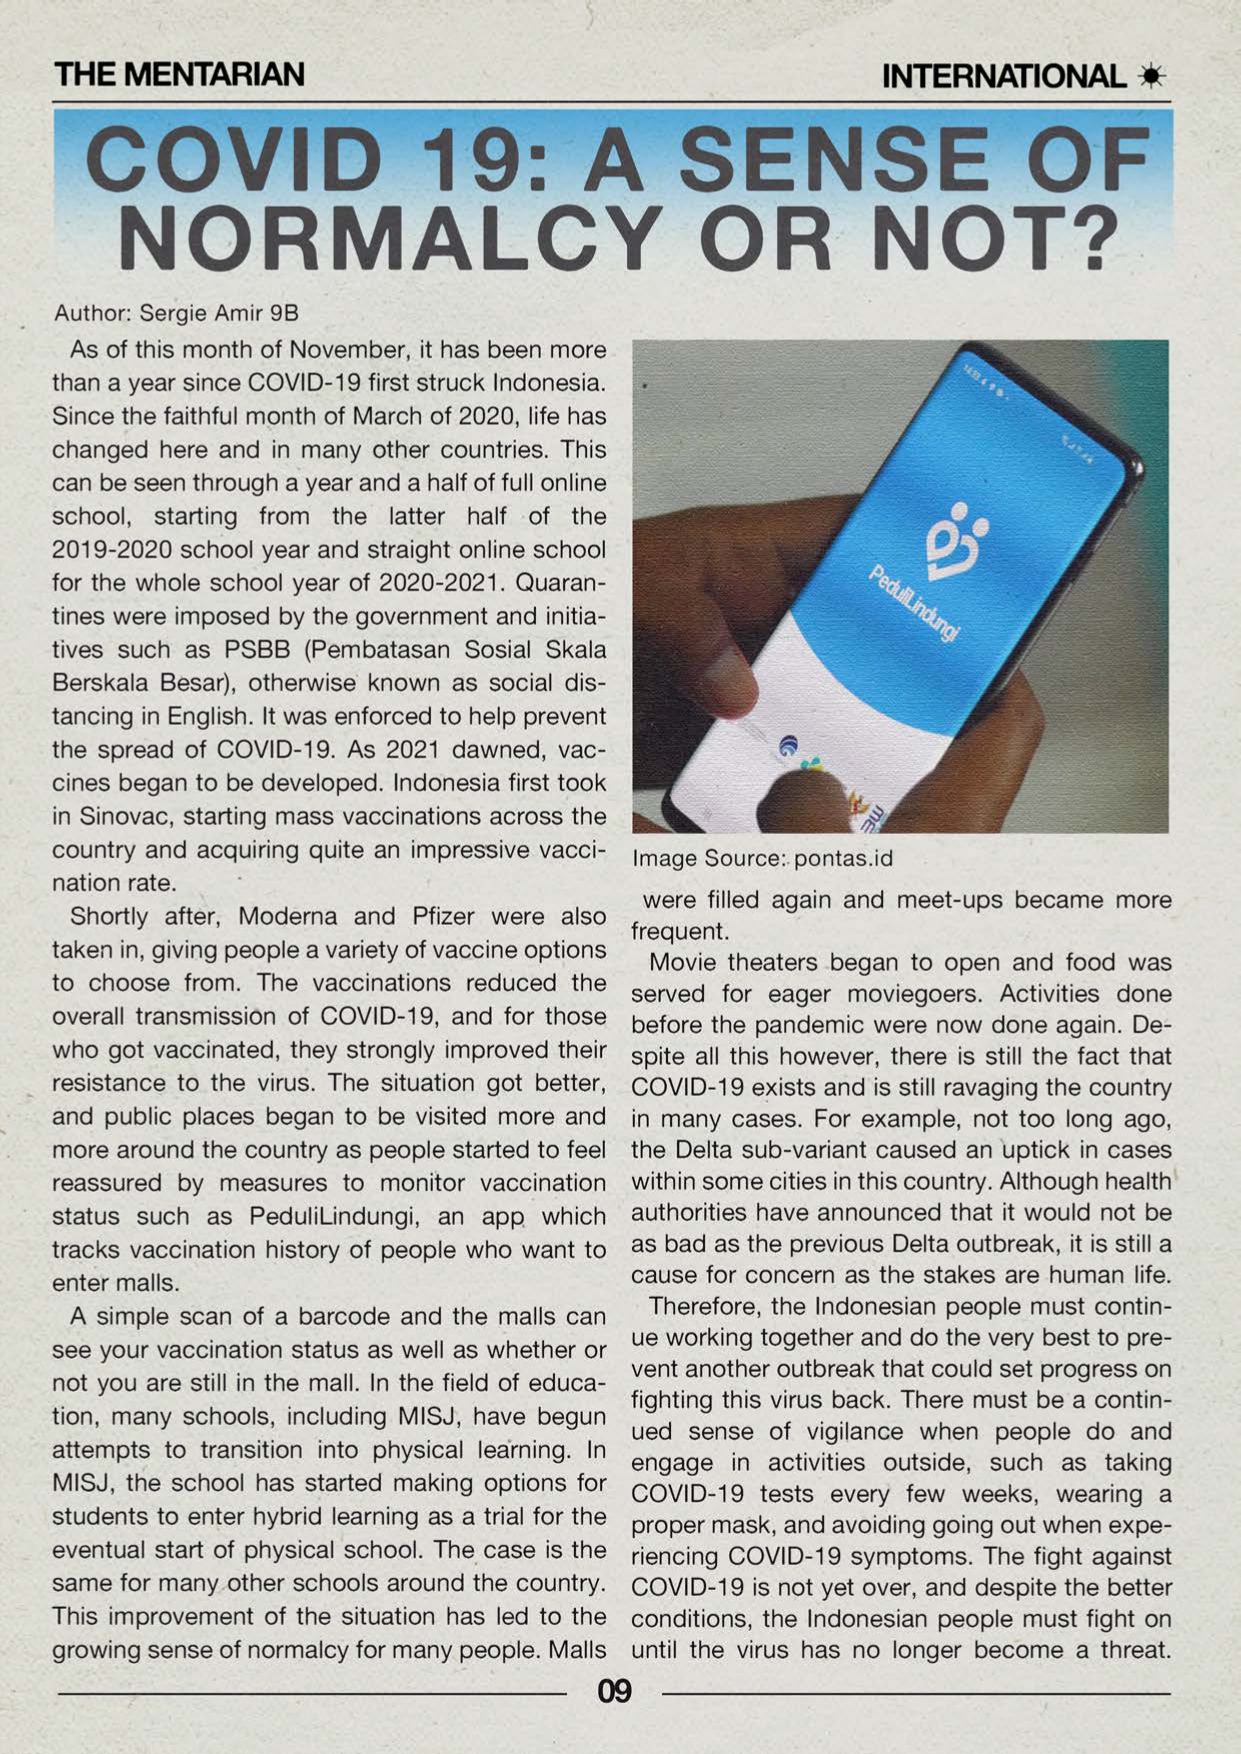 THE MENTARIAN
INTERNATIONAL
COVID 19: A SENSE OF
NORMALCY OR NOT?
Author: Sergie Amir 9B
As of this month of November, it has been more
than a year since COVID-19 first struck Indonesia.
Since the faithful month of March of 2020, life has
changed here and in many other countries. This
can be seen through a year and a half of full online
school, starting from the latter half of the
2019-2020 school year and straight online school
for the whole school year of 2020-2021. Quaran-
tines were imposed by the government and initia-
tives such as PSBB (Pembatasan Sosial Skala
Berskala Besar), otherwise known as social dis-
tancing in English. It was enforced to help prevent
the spread of COVID-19. As 2021 dawned, vac-
cines began to be developed. Indonesia first took
in Sinovac, starting mass vaccinations across the
country and acquiring quite an impressive vacci-
nation rate.
Shortly after, Moderna and Pfizer were also
taken in, giving people a variety of vaccine options
to choose from. The vaccinations reduced the
overall transmission of COVID-19, and for those
who got vaccinated, they strongly improved their
resistance to the virus. The situation got better,
and public places began to be visited more and
more around the country as people started to feel
reassured by measures to monitor vaccination
status such as PeduliLindungi, an app which
tracks vaccination history of people who want to
enter malls.
A simple scan of a barcode and the malls can
see your vaccination status as well as whether or
not you are still in the mall. In the field of educa-
tion, many schools, including MISJ, have begun
attempts to transition into physical learning. In
MISJ, the school has started making options for
students to enter hybrid learning as a trial for the
eventual start of physical school. The case is the
same for many other schools around the country.
This improvement of the situation has led to the
growing sense of normalcy for many people. Malls
PeduliLindungi
Image Source: pontas.id
were filled again and meet-ups became more
frequent.
Movie theaters began to open and food was
served for eager moviegoers. Activities done
before the pandemic were now done again. De-
spite all this however, there is still the fact that
COVID-19 exists and is still ravaging the country
in many cases. For example, not too long ago,
the Delta sub-variant caused an uptick in cases
within some cities in this country. Although health
authorities have announced that it would not be
as bad as the previous Delta outbreak, it is still a
cause for concern as the stakes are human life.
Therefore, the Indonesian people must contin-
ue working together and do the very best to pre-
vent another outbreak that could set progress on
fighting this virus back. There must be a contin-
ued sense of vigilance when people do and
engage in activities outside, such as taking
COVID-19 tests every few weeks, wearing a
proper mask, and avoiding going out when expe-
riencing COVID-19 symptoms. The fight against
COVID-19 is not yet over, and despite the better
conditions, the Indonesian people must fight on
until the virus has no longer become a threat.
09